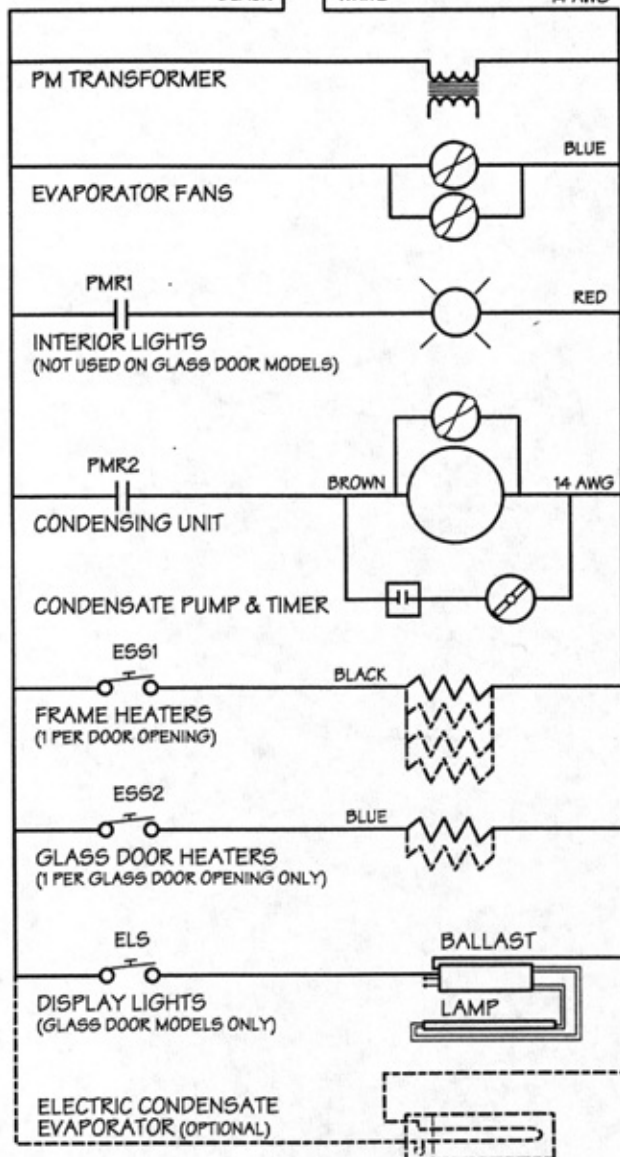 PM TRANSFORMER
BLUE
EVAPORATOR FANS
PMR1
RED
INTERIOR LIGHTS
(NOT USED ON GLASS DOOR MODELS)
PMR2
BROWN
14 AWG
CONDENSING UNIT
CONDENSATE PUMP & TIMER
ESS1
BLACK
FRAME HEATERS
(1 PER DOOR OPENING)
ESS2
BLUE
GLASS DOOR HEATERS
(1 PER GLASS DOOR OPENING ONLY)
ELS
BALLAST
DISPLAY LIGHTS
(GLASS DOOR MODELS ONLY)
LAMP
ELECTRIC CONDENSATE
EVAPORATOR (OPTIONAL)